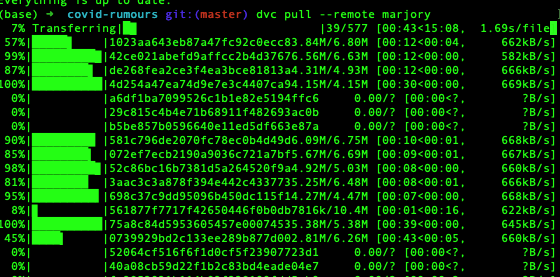 Everything is up to date.
(base) → covid-rumours git:(master) dvc pull --remote marjory
7% Transferring| |39/577 [00:43<15:08, 1.69s/file]
57%| |1023aa643eb87a47fc92c0ecc83.84M/6.80M [00:12<00:04, 662kB/s]
99%| |42ce021abefd9affcc2b4d37676.56M/6.63M [00:12<00:00, 582kB/s]
87%| |de268fea2ce3f4ea3bce81813a4.31M/4.93M [00:12<00:00, 666kB/s]
100%| |4d254a47ea74d9e7e3c4407ca94.15M/4.15M [00:30<00:00, 669kB/s]
0%| |a6df1ba7099526c1b1e82e5194ffc6 0.00/? [00:00<?, ?B/s]
0%| |29c815c4b4e71b68911f482693ac0b 0.00/? [00:00<?, ?B/s]
0%| |b5be857b0596640e11ed5df663e87a 0.00/? [00:00<?, ?B/s]
90%| |581c796de2070fc78ec0b4d49d6.09M/6.75M [00:10<00:01, 668kB/s]
85%| |072ef7ecb2190a9036c721a7bf5.67M/6.69M [00:09<00:01, 667kB/s]
98%| |52c86bc16b7381d5a264520f9a4.92M/5.03M [00:08<00:00, 660kB/s]
81%| |3aac3c3a878f394e442c4337735.25M/6.48M [00:08<00:01, 666kB/s]
95%| |698c37c9dd95096b450dc115f14.27M/4.47M [00:07<00:00, 668kB/s]
8%| |561877f7717f42650446f0b0db7816k/10.4M [00:01<00:16, 622kB/s]
100%| |75a8c84d5953605457e00074535.38M/5.38M [00:39<00:00, 645kB/s]
45%| |0739929bd2c133ee289b877d002.81M/6.26M [00:43<00:05, 660kB/s]
0%| |52064cf516f6f1d0cf5f23907723d1 0.00/? [00:00<?, ?B/s]
0%| |40a08cb59d22f1b2c83bd4eade04e7 0.00/? [00:00<?, ?B/s]